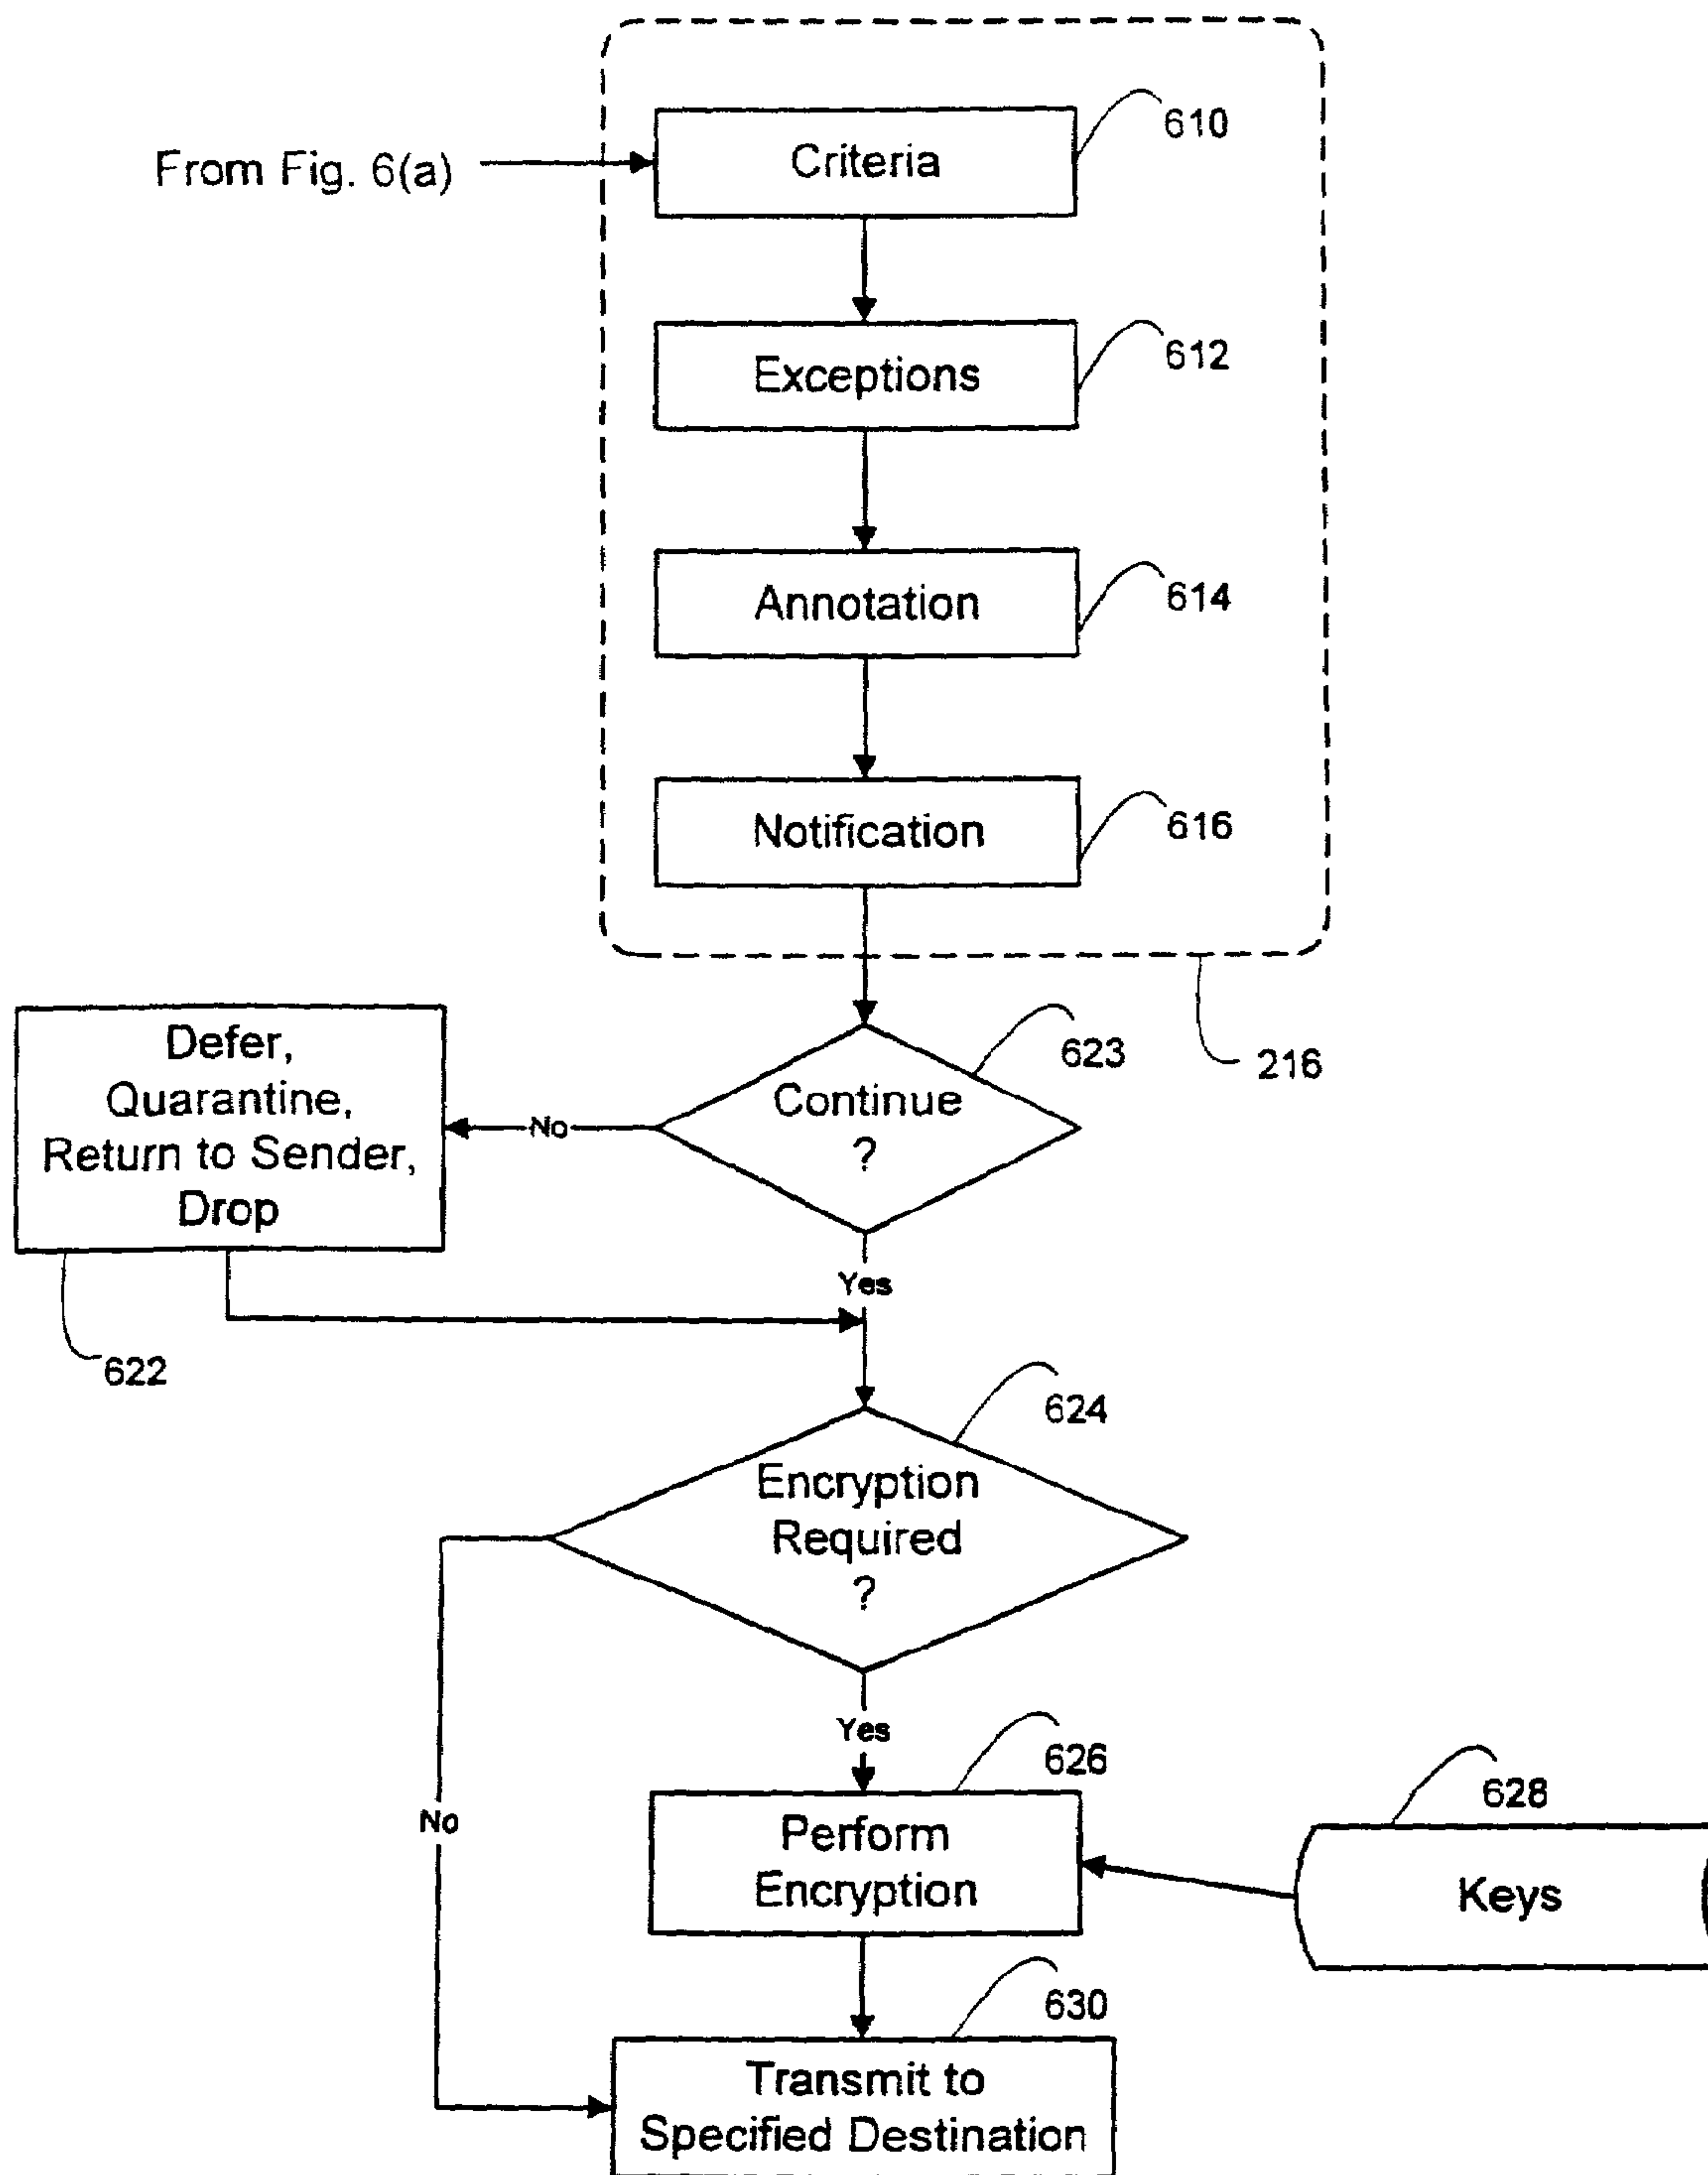 610
From Fig. 6(a)
Criteria
612
Exceptions
614
Annotation
616
Notification
623
216
Defer,
Quarantine,
Return to Sender,
Drop
No
Continue
?
Yes
622
624
Encryption
Required
?
Yes
626
No
628
Perform
Encryption
Keys
630
Transmit to
Specified Destination